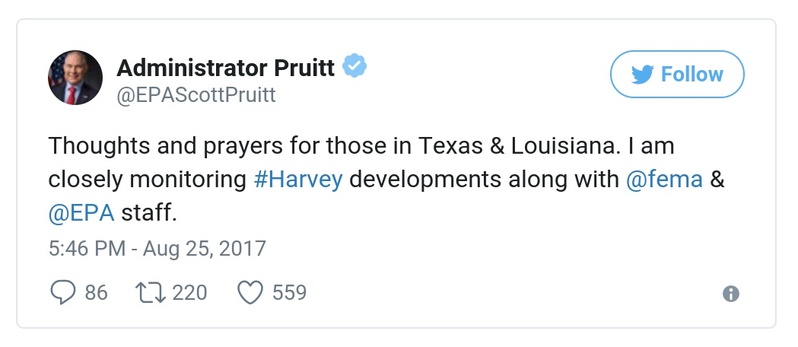 Administrator Pruitt
@EPAScottPruitt
Follow
Thoughts and prayers for those in Texas & Louisiana. I am
closely monitoring #Harvey developments along with @fema &
@EPA staff.
5:46 PM - Aug 25, 2017
86 220 559